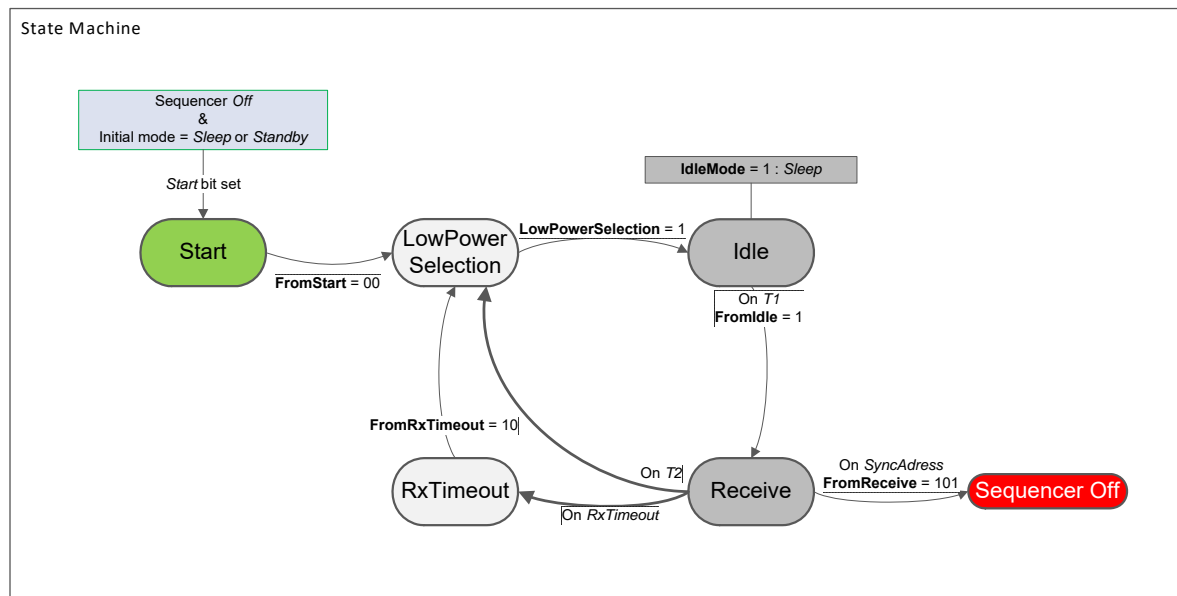 State Machine
Sequencer Off
&
Initial mode = Sleep or Standby
Start bit set
IdleMode = 1 : Sleep
Start
LowPower
Selection
LowPowerSelection = 1
Idle
FromStart = 00
On T1
FromIdle = 1
FromRxTimeout = 10
On T2
On SyncAdress
FromReceive = 101
RxTimeout
Receive
Sequencer Off
On RxTimeout